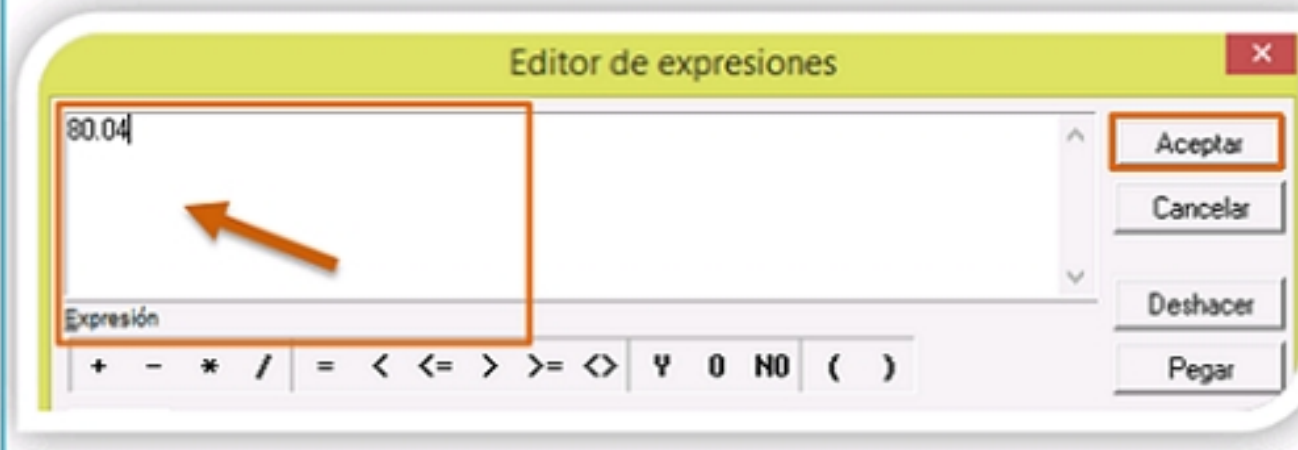 Editor de expresiones
80.04
Aceptar
Cancelar
Deshacer
Expresión
+ - * / = < <= > >= <> Y O NO ( )
Pegar